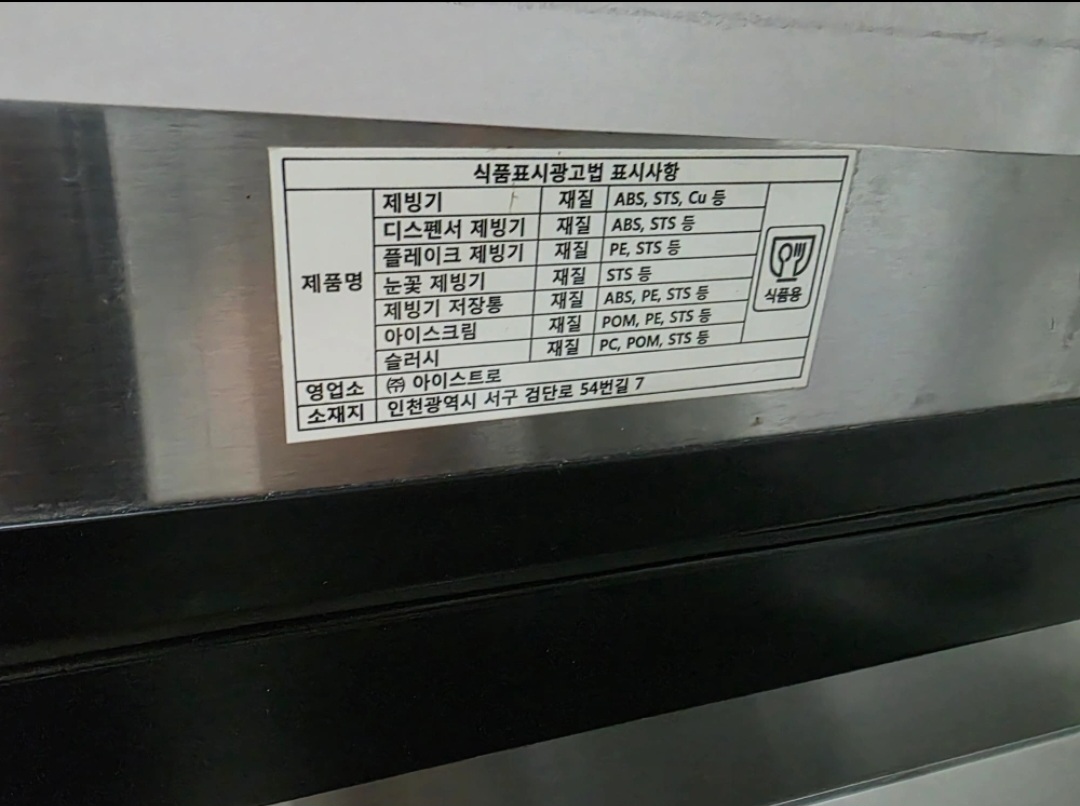 식품표시광고법 표시사항
제품명
제빙기 재질 ABS, STS, Cu 등
디스펜서 제빙기 재질 ABS, STS 등
플레이크 제빙기 재질 PE, STS 등
눈꽃 제빙기 재질 STS 등
제빙기 저장통 재질 ABS, PE, STS 등
아이스크림 재질 POM, PE, STS 등
슬러시 재질 PC, POM, STS 등
식품용
영업소 ㈜ 아이스트로
소재지 인천광역시 서구 검단로 54번길 7